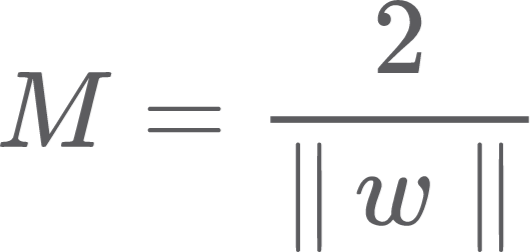 M = 2 / ‖ w ‖